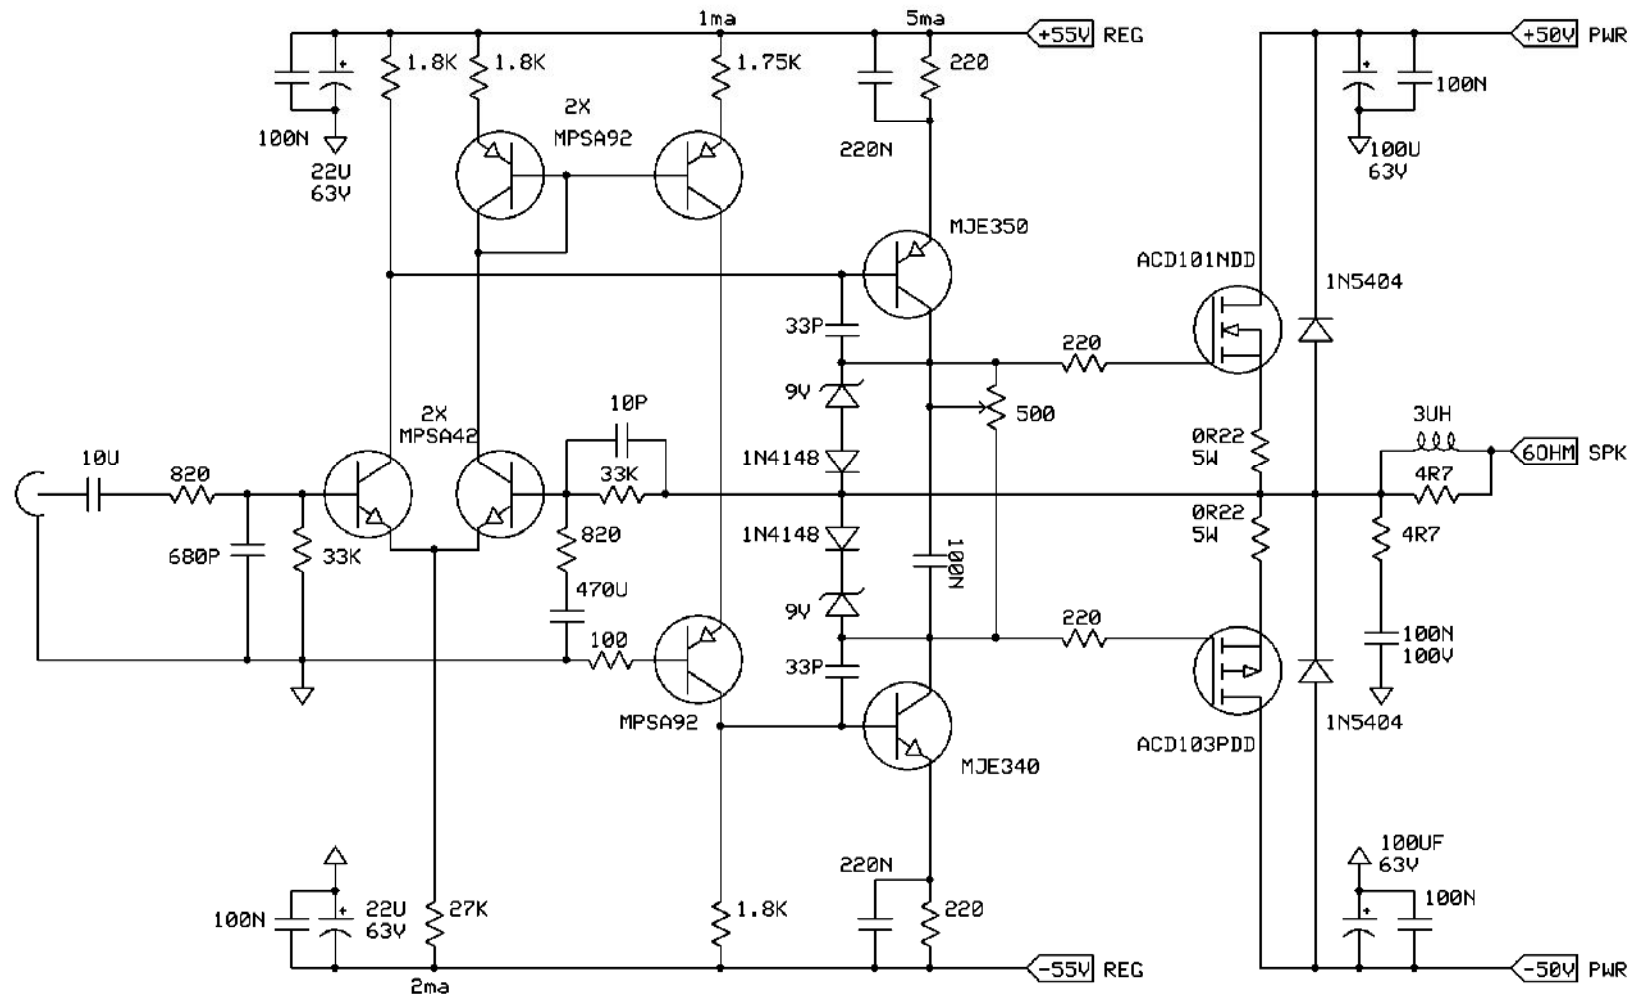 1ma
5ma
+55V
REG
+50V
PWR
1.8K
1.8K
1.75K
220
100N
22U
63V
2X
MPSA92
220N
100U
63V
100N
MJE350
ACD101NDD
1N5404
33P
220
9V
500
10P
2X
MPSA42
0R22
5W
3UH
60HM
SPK
10U
820
33K
1N4148
4R7
680P
33K
820
1N4148
100N
0R22
5W
4R7
470U
9V
220
100
100N
100V
33P
MPSA92
ACD103PDD
1N5404
MJE340
220N
100UF
63V
100N
22U
63V
27K
1.8K
220
100N
2ma
-55V
REG
-50V
PWR